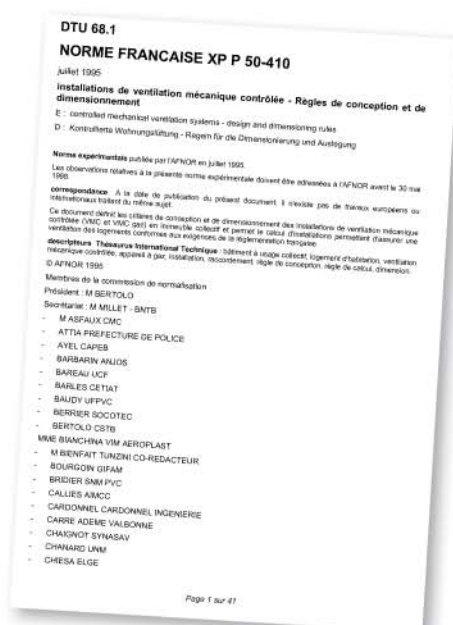 DTU 68.1
NORME FRANCAISE XP P 50-410
juillet 1995
Installations de ventilation mécanique contrôlée - Règles de conception et de
dimensionnement
E : controlled mechanical ventilation systems - design and dimensioning rules
D : Kontrollierte Wohnungslüftung - Regeln für die Dimensionierung und Auslegung
Norme expérimentale publiée par l'AFNOR en juillet 1995.
Les observations relatives à la présente norme expérimentale doivent être adressées à l'AFNOR avant le 30 mai
1998.
correspondance A la date de publication du présent document, il n'existe pas de travaux européens ou
internationaux traitant du même sujet.
Ce document définit les critères de conception et de dimensionnement des installations de ventilation mécanique
contrôlée (VMC et VMC gaz) en immeuble collectif et permet le calcul d'installations permettant d'assurer une
ventilation des logements conformes aux exigences de la réglementation française.
descripteurs Thésaurus International Technique : bâtiment à usage collectif, logement d'habitation, ventilation
mécanique contrôlée, appareil à gaz, installation, raccordement, règle de conception, règle de calcul, dimension.
© AFNOR 1995
Membres de la commission de normalisation
Président : M BERTOLO
Secrétariat : M MILLET - BNTB
- M ASFAUX CMC
- ATTIA PREFECTURE DE POLICE
- AYEL CAPEB
- BARBARIN ANJOS
- BAREAU UCF
- BARLES CETIAT
- BAUDY UFPVC
- BERRIER SOCOTEC
- BERTOLO CSTB
MME BIANCHINA VIM AEROPLAST
- M BIENFAIT TUNZINI CO-REDACTEUR
- BOURGOIN GIFAM
- BRIDIER SNM PVC
- CALLIES AIMCC
- CARDONNEL CARDONNEL INGENIERIE
- CARRE ADEME VALBONNE
- CHAIGNOT SYNASAV
- CHANARD UNM
- CHIESA ELGE
Page 1 sur 41